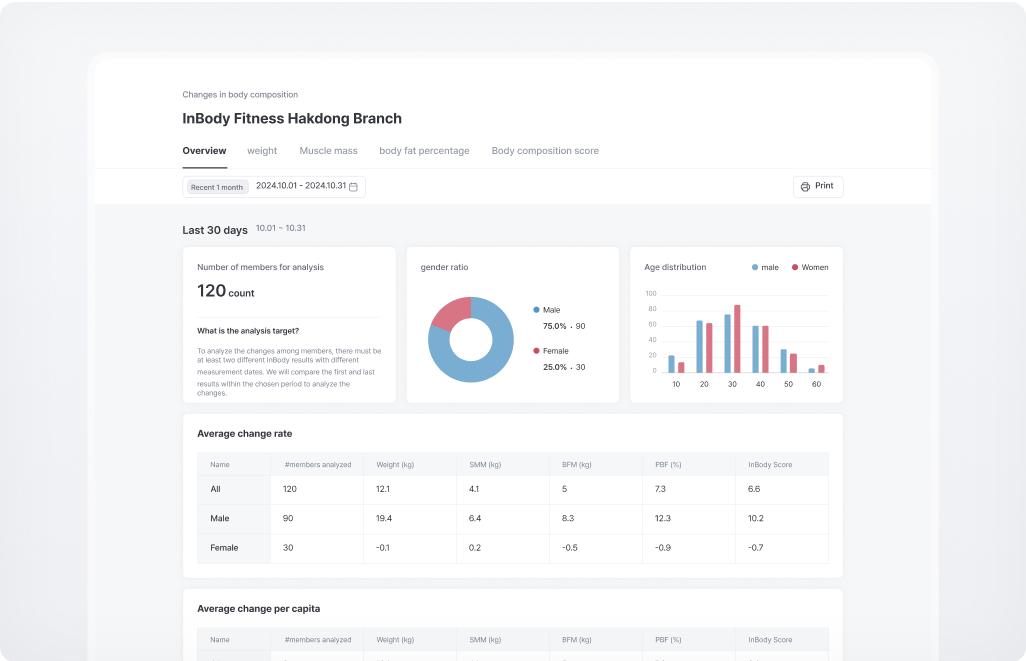 Changes in body composition
InBody Fitness Hakdong Branch
Overview weight Muscle mass body fat percentage Body composition score
Recent 1 month 2024.10.01 - 2024.10.31 Print
Last 30 days 10.01 ~ 10.31
Number of members for analysis
120 count
What is the analysis target?
To analyze the changes among members, there must be
at least two different InBody results with different
measurement dates. We will compare the first and last
results within the chosen period to analyze the
changes.
gender ratio
Male
75.0% • 90
Female
25.0% • 30
Age distribution male Women
100
80
60
40
20
0
10 20 30 40 50 60
Average change rate
Name #members analyzed Weight (kg) SMM (kg) BFM (kg) PBF (%) InBody Score
All 120 12.1 4.1 5 7.3 6.6
Male 90 19.4 6.4 8.3 12.3 10.2
Female 30 -0.1 0.2 -0.5 -0.9 -0.7
Average change per capita
Name #members analyzed Weight (kg) SMM (kg) BFM (kg) PBF (%) InBody Score